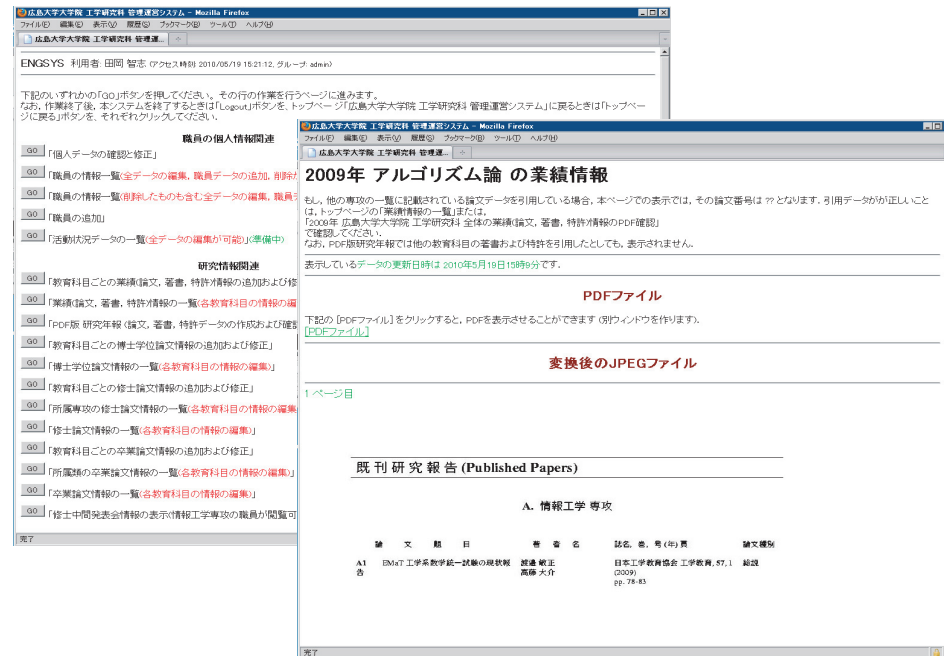 広島大学大学院 工学研究科 管理運営システム - Mozilla Firefox
ファイル(F) 編集(E) 表示(V) 履歴(S) ブックマーク(B) ツール(T) ヘルプ(H)
広島大学大学院 工学研究科 管理運...
ENGSYS 利用者: 田岡 智志 (アクセス時刻 2010/05/19 15:21:12, グループ: admin)
下記のいずれかの「GO」ボタンを押してください. その行の作業を行うページに進みます.
なお, 作業終了後, 本システムを終了するときは「Logout」ボタンを, トップページ「広島大学大学院 工学研究科 管理運営システム」に戻るときは「トップペー
ジに戻る」ボタンを, それぞれクリックしてください.
職員の個人情報関連
GO 「個人データの確認と修正」
GO 「職員の情報一覧(全データの編集, 職員データの追加, 削除が
GO 「職員の情報一覧(削除したものも含む全データの編集, 職員デ
GO 「職員の追加」
GO 「活動状況データの一覧(全データの編集が可能)」(準備中)
研究情報関連
GO 「教育科目ごとの業績(論文, 著書, 特許)情報の追加および修
GO 「業績(論文, 著書, 特許)情報の一覧(各教育科目の情報の編
GO 「PDF版 研究年報 (論文, 著書, 特許データの作成および確認
GO 「教育科目ごとの博士学位論文情報の追加および修正」
GO 「博士学位論文情報の一覧(各教育科目の情報の編集)」
GO 「教育科目ごとの修士論文情報の追加および修正」
GO 「所属専攻の修士論文情報の一覧(各教育科目の情報の編集
GO 「修士論文情報の一覧(各教育科目の情報の編集)」
GO 「教育科目ごとの卒業論文情報の追加および修正」
GO 「所属類の卒業論文情報の一覧(各教育科目の情報の編集)」
GO 「卒業論文情報の一覧(各教育科目の情報の編集)」
GO 「修士中間発表会情報の表示(情報工学専攻の職員が閲覧可
完了
広島大学大学院 工学研究科 管理運営システム - Mozilla Firefox
ファイル(F) 編集(E) 表示(V) 履歴(S) ブックマーク(B) ツール(T) ヘルプ(H)
広島大学大学院 工学研究科 管理運...
2009年 アルゴリズム論 の業績情報
もし, 他の専攻の一覧に記載されている論文データを引用している場合, 本ページでの表示では, その論文番号は ?? となります. 引用データがが正しいこと
は, トップページの「業績情報の一覧」または,
「2009年 広島大学大学院 工学研究科 全体の業績(論文, 著書, 特許)情報のPDF確認」
で確認してください.
なお, PDF版研究年報では他の教育科目の著書および特許を引用したとしても, 表示されません.
表示しているデータの更新日時は 2010年5月19日15時9分です.
PDFファイル
下記の [PDFファイル] をクリックすると, PDFを表示させることができます (別ウィンドウを作ります).
[PDFファイル]
変換後のJPEGファイル
1 ページ目
既 刊 研 究 報 告 (Published Papers)
A. 情報工学 専攻
論 文 題 目 著 者 名 誌名, 巻, 号 (年) 頁 論文種別
A1 EMaT 工学系数学統一試験の現状報 渡邊 敏正 日本工学教育協会 工学教育, 57, 1 総説
告 高藤 大介 (2009)
pp. 78-83
完了